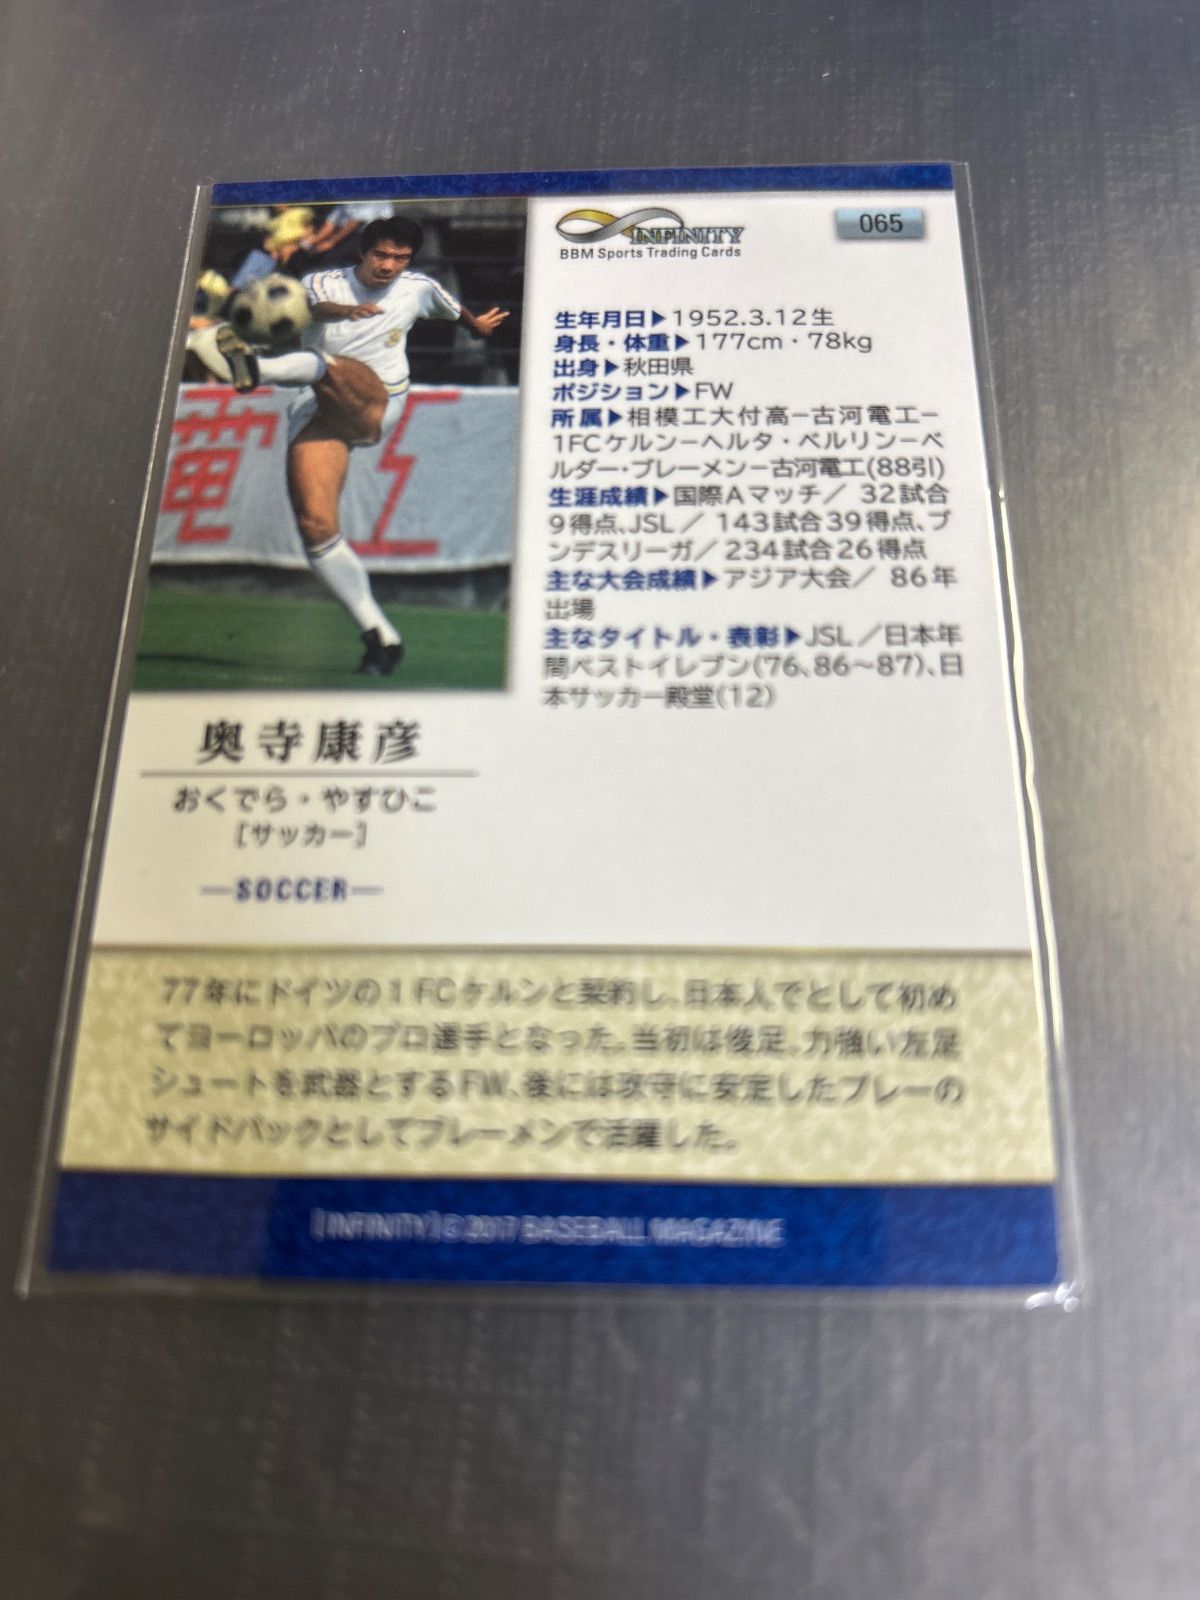 INFINITY
BBM Sports Trading Cards
065
生年月日▶1952.3.12生
身長・体重▶177cm・78kg
出身▶秋田県
ポジション▶FW
所属▶相模工大付高−古河電工−
1FCケルン−ヘルタ・ベルリン−ベ
ルダー・ブレーメン−古河電工(88引)
生涯成績▶国際Aマッチ/ 32試合
9得点、JSL/ 143試合39得点、ブ
ンデスリーガ/ 234試合26得点
主な大会成績▶アジア大会/ 86年
出場
主なタイトル・表彰▶JSL/日本年
間ベストイレブン(76、86〜87)、日
本サッカー殿堂(12)
電工
奥寺康彦
おくでら・やすひこ
[サッカー]
—SOCCER—
77年にドイツの1FCケルンと契約し、日本人でとして初め
てヨーロッパのプロ選手となった。当初は俊足、力強い左足
シュートを武器とするFW、後には攻守に安定したプレーの
サイドバックとしてブレーメンで活躍した。
[INFINITY]©2017 BASEBALL MAGAZINE